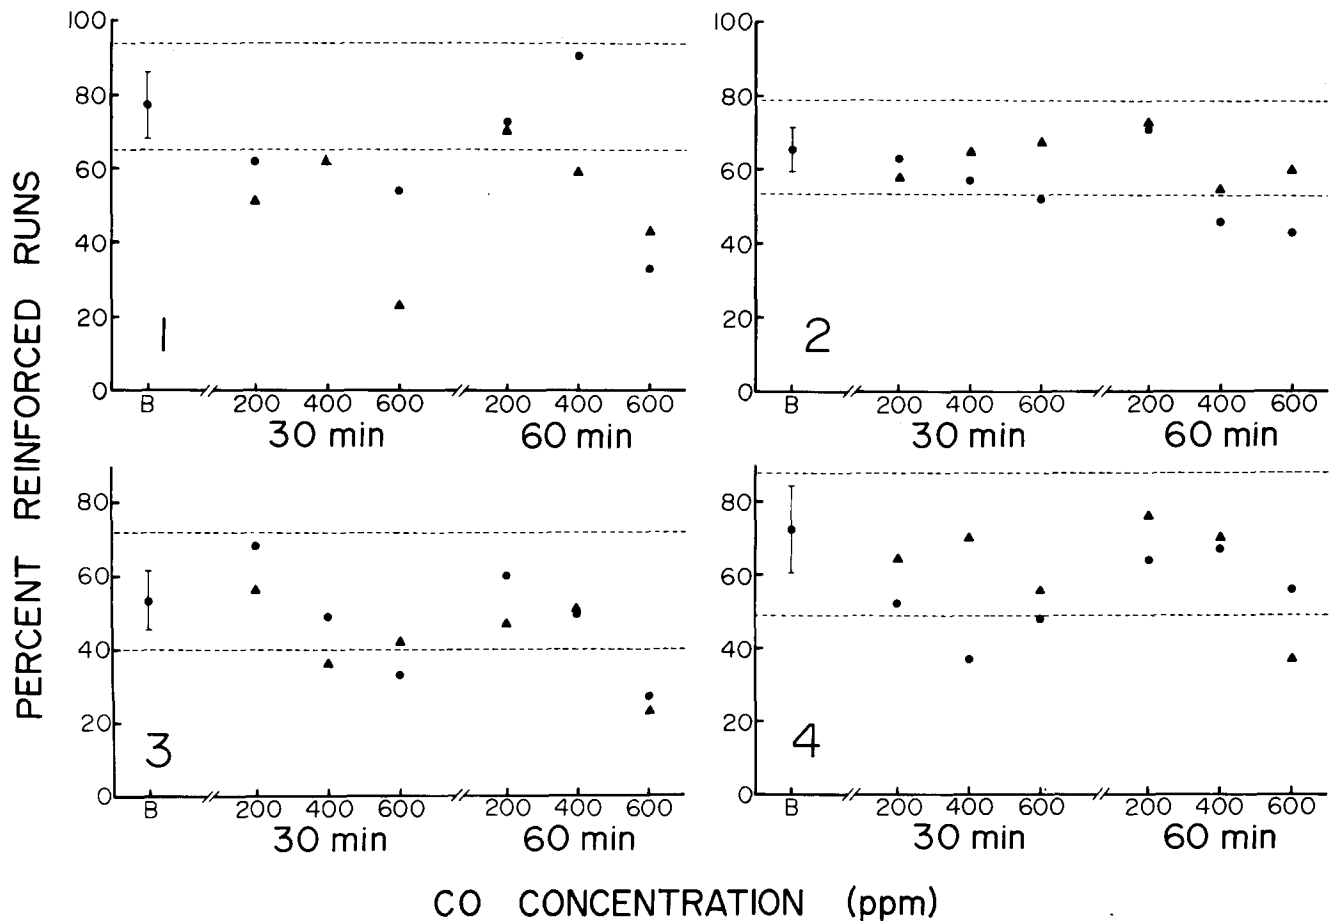 PERCENT REINFORCED RUNS
100
80
60
40
20
0
1
B 200 400 600 200 400 600
30 min 60 min
100
80
60
40
20
0
2
B 200 400 600 200 400 600
30 min 60 min
80
60
40
20
0
3
B 200 400 600 200 400 600
30 min 60 min
80
60
40
20
0
4
B 200 400 600 200 400 600
30 min 60 min
CO CONCENTRATION (ppm)